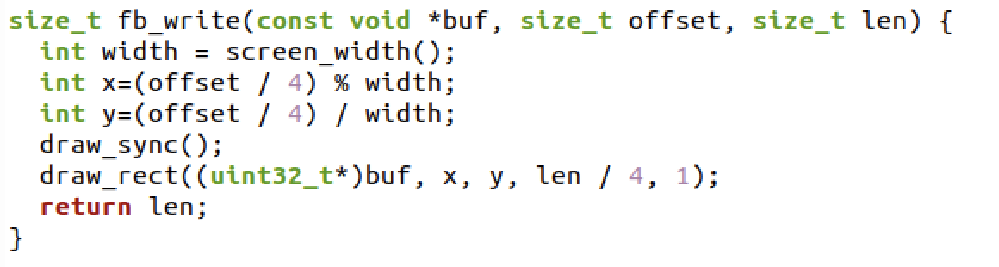 size_t fb_write(const void *buf, size_t offset, size_t len) {
  int width = screen_width();
  int x=(offset / 4) % width;
  int y=(offset / 4) / width;
  draw_sync();
  draw_rect((uint32_t*)buf, x, y, len / 4, 1);
  return len;
}